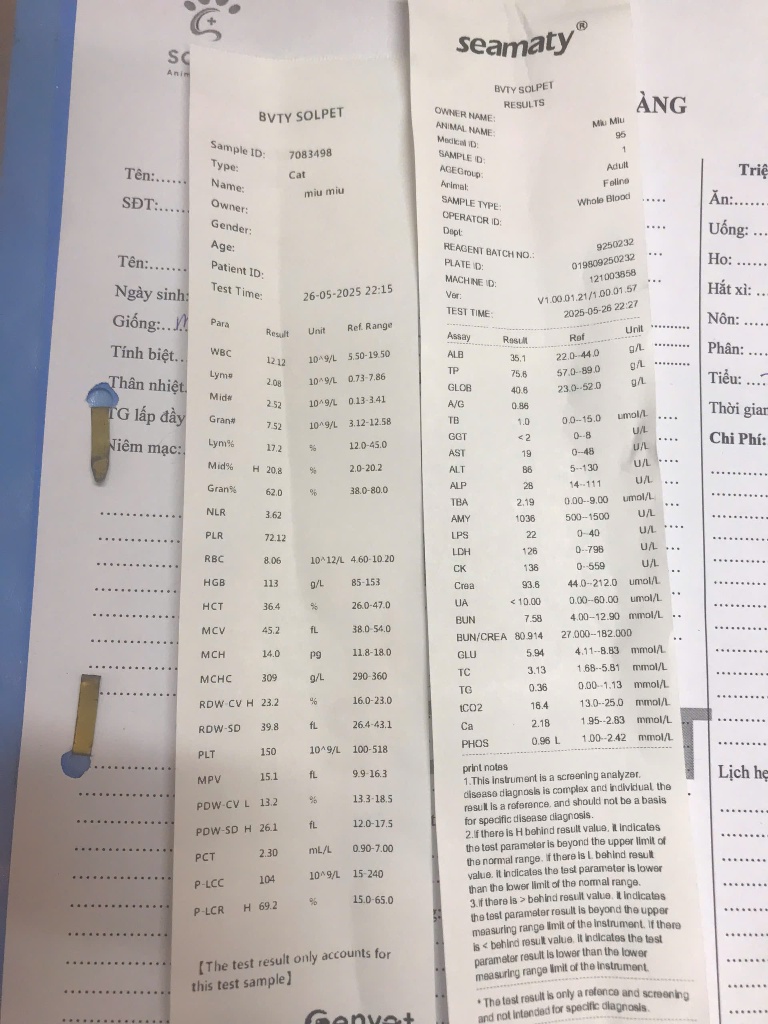 BVTY SOLPET
Sample ID: 7083498
Type: Cat
Name: miu miu
Owner:
Gender:
Age:
Patient ID:
Test Time: 26-05-2025 22:15
Para Result Unit Ref. Range
WBC 12.12 10^9/L 5.50-19.50
Lym# 2.08 10^9/L 0.73-7.86
Mid# 2.52 10^9/L 0.13-3.41
Gran# 7.52 10^9/L 3.12-12.58
Lym% 17.2 % 12.0-45.0
Mid% H 20.8 % 2.0-20.2
Gran% 62.0 % 38.0-80.0
NLR 3.62
PLR 72.12
RBC 8.06 10^12/L 4.60-10.20
HGB 113 g/L 85-153
HCT 36.4 % 26.0-47.0
MCV 45.2 fL 38.0-54.0
MCH 14.0 pg 11.8-18.0
MCHC 309 g/L 290-360
RDW-CV H 23.2 % 16.0-23.0
RDW-SD 39.8 fL 26.4-43.1
PLT 150 10^9/L 100-518
MPV 15.1 fL 9.9-16.3
PDW-CV L 13.2 % 13.3-18.5
PDW-SD H 26.1 fL 12.0-17.5
PCT 2.30 mL/L 0.90-7.00
P-LCC 104 10^9/L 15-240
P-LCR H 69.2 % 15.0-65.0
【The test result only accounts for
this test sample】
seamaty®
BVTY SOLPET
RESULTS
OWNER NAME:
ANIMAL NAME: Miu Miu
Medical ID: 95
SAMPLE ID: 1
AGEGroup: Adult
Animal: Feline
SAMPLE TYPE: Whole Blood
OPERATOR ID:
Dept:
REAGENT BATCH NO.: 9250232
PLATE ID: 019809250232
MACHINE ID: 121003858
Ver: V1.00.01.21/1.00.01.57
TEST TIME: 2025-05-26 22:27
Assay Result Ref Unit
ALB 35.1 22.0--44.0 g/L
TP 75.6 57.0--89.0 g/L
GLOB 40.6 23.0--52.0 g/L
A/G 0.86
TB 1.0 0.0--15.0 umol/L
GGT <2 0--8 U/L
AST 19 0--48 U/L
ALT 86 5--130 U/L
ALP 28 14--111 U/L
TBA 2.19 0.00--9.00 umol/L
AMY 1036 500--1500 U/L
LPS 22 0--40 U/L
LDH 126 0--798 U/L
CK 136 0--559 U/L
Crea 93.6 44.0--212.0 umol/L
UA <10.00 0.00--60.00 umol/L
BUN 7.58 4.00--12.90 mmol/L
BUN/CREA 80.914 27.000--182.000
GLU 5.94 4.11--8.83 mmol/L
TC 3.13 1.68--5.81 mmol/L
TG 0.36 0.00--1.13 mmol/L
tCO2 16.4 13.0--25.0 mmol/L
Ca 2.18 1.95--2.83 mmol/L
PHOS 0.96 L 1.00--2.42 mmol/L
print notes
1.This instrument is a screening analyzer,
disease diagnosis is complex and individual, the
result is a reference, and should not be a basis
for specific disease diagnosis.
2.If there is H behind result value, it indicates
the test parameter is beyond the upper limit of
the normal range. If there is L behind result
value, it indicates the test parameter is lower
than the lower limit of the normal range.
3.if there is > behind result value, it indicates
the test parameter result is beyond the upper
measuring range limit of the instrument, if there
is < behind result value, it indicates the test
parameter result is lower than the lower
measuring range limit of the instrument.
* The test result is only a refence and screening
and not intended for specific diagnosis.
Tên:......
SĐT:.....
Tên:.......
Ngày sinh:
Giống:..
Tính biệt..
Thân nhiệt
TG lấp đầy
Niêm mạc:.
ÀNG
Triệ
Ăn:.....
Uống: ...
Ho: .....
Hắt xì: ...
Nôn: .....
Phân: ....
Tiểu: ....
Thời gian
Chi Phí:
Lịch hẹ